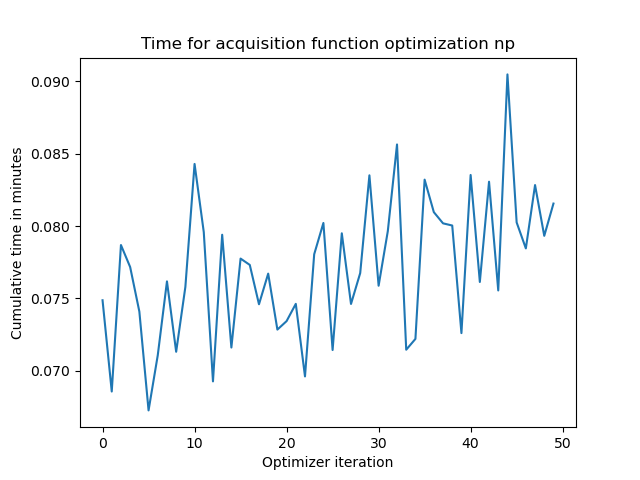 Time for acquisition function optimization np
Cumulative time in minutes
0.090
0.085
0.080
0.075
0.070
0 10 20 30 40 50
Optimizer iteration